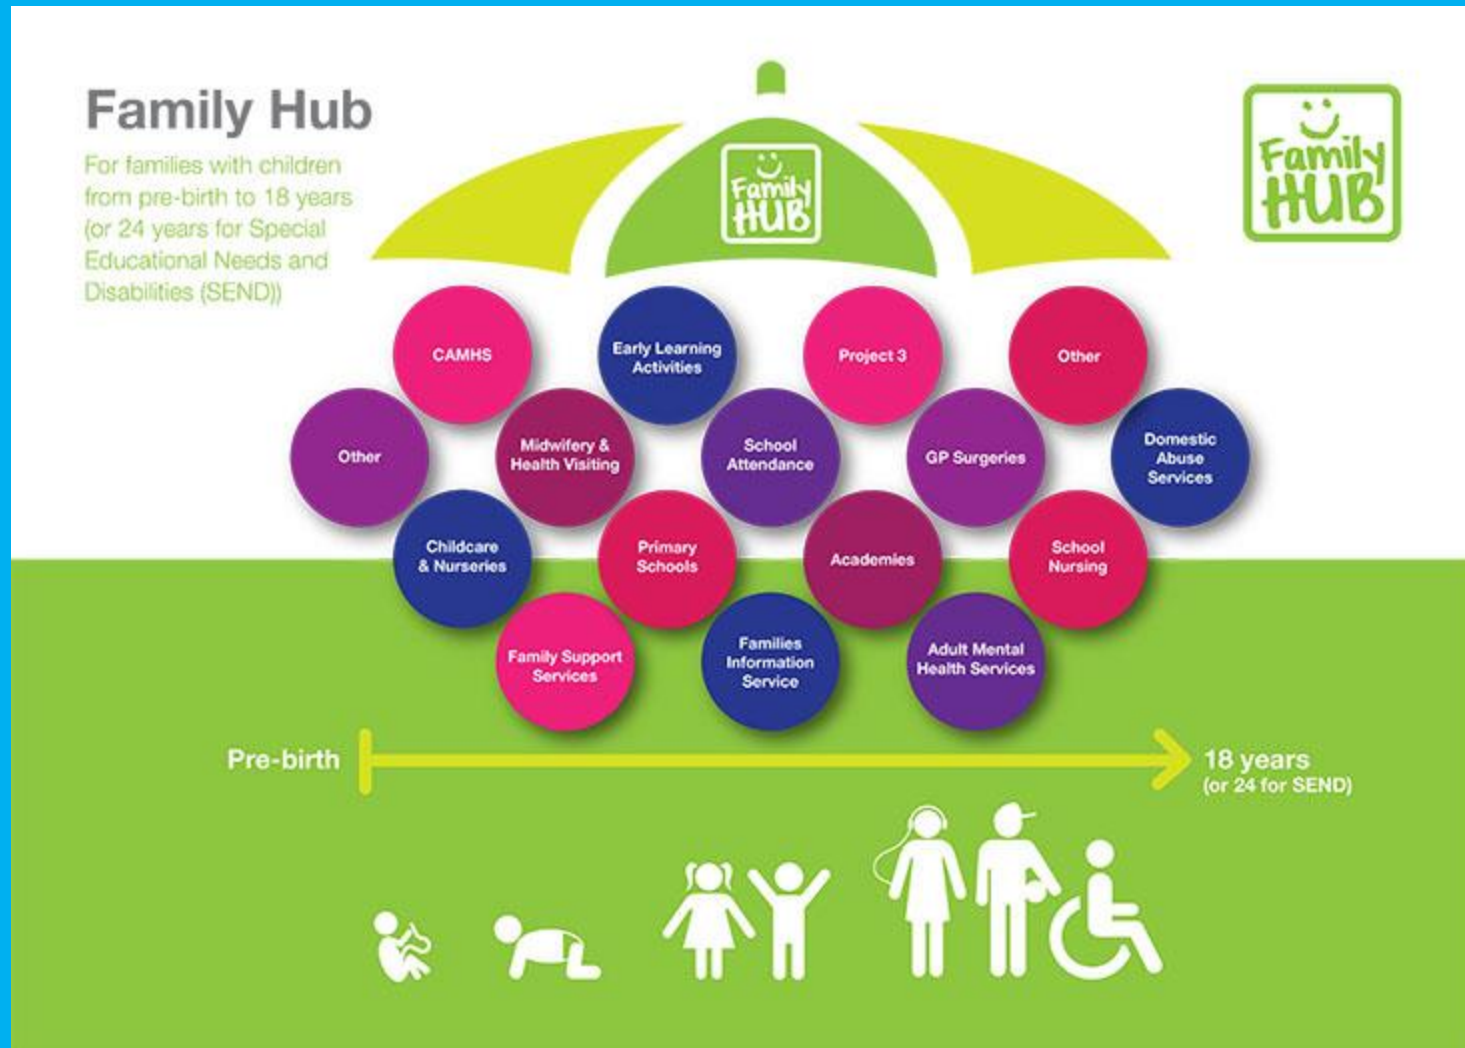 Family Hub
For families with children
from pre-birth to 18 years
(or 24 years for Special
Educational Needs and
Disabilities (SEND))
Family
HUB
Family
HUB
CAMHS
Early Learning
Activities
Project 3
Other
Other
Midwifery &
Health Visiting
School
Attendance
GP Surgeries
Domestic
Abuse
Services
Childcare
& Nurseries
Primary
Schools
Academies
School
Nursing
Family Support
Services
Families
Information
Service
Adult Mental
Health Services
Pre-birth
18 years
(or 24 for SEND)